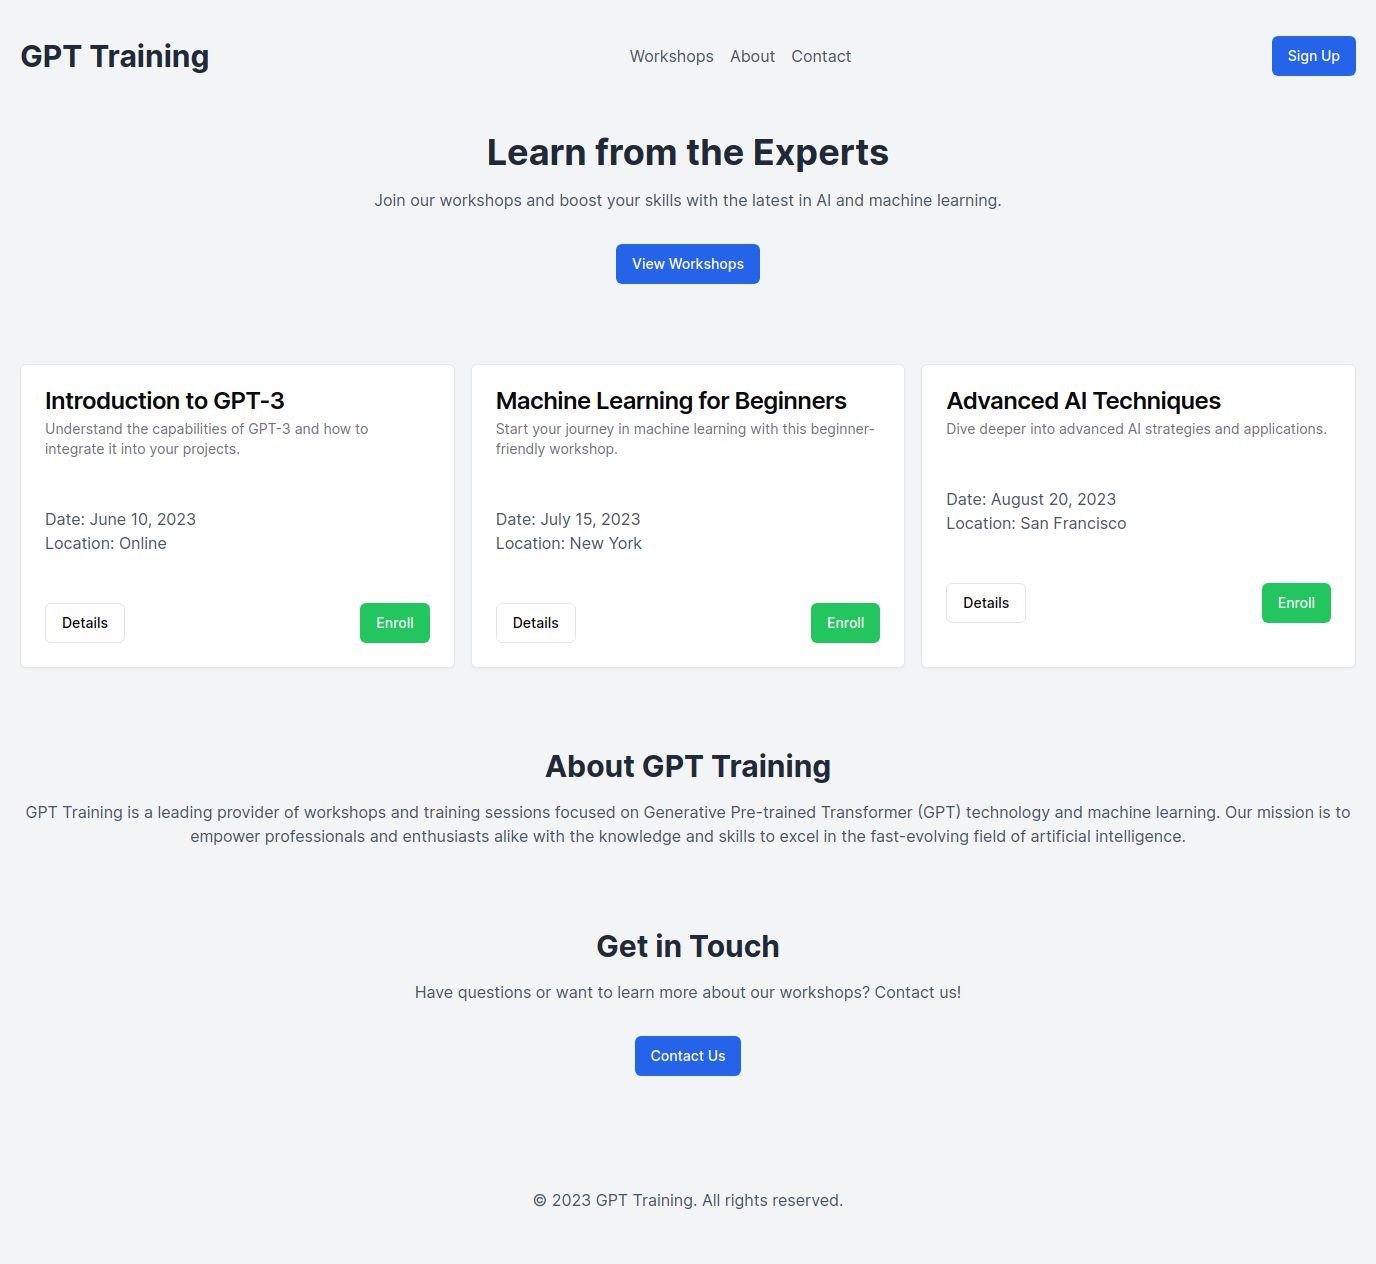 GPT Training
Workshops About Contact
Sign Up
Learn from the Experts
Join our workshops and boost your skills with the latest in AI and machine learning.
View Workshops
Introduction to GPT-3
Understand the capabilities of GPT-3 and how to
integrate it into your projects.
Date: June 10, 2023
Location: Online
Details
Enroll
Machine Learning for Beginners
Start your journey in machine learning with this beginner-
friendly workshop.
Date: July 15, 2023
Location: New York
Details
Enroll
Advanced AI Techniques
Dive deeper into advanced AI strategies and applications.
Date: August 20, 2023
Location: San Francisco
Details
Enroll
About GPT Training
GPT Training is a leading provider of workshops and training sessions focused on Generative Pre-trained Transformer (GPT) technology and machine learning. Our mission is to
empower professionals and enthusiasts alike with the knowledge and skills to excel in the fast-evolving field of artificial intelligence.
Get in Touch
Have questions or want to learn more about our workshops? Contact us!
Contact Us
© 2023 GPT Training. All rights reserved.